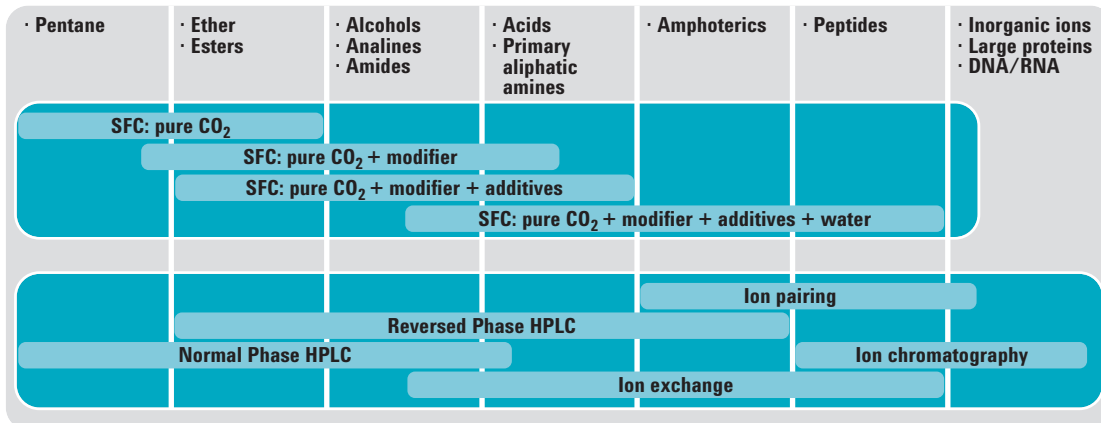 · Pentane
· Ether
· Esters
· Alcohols
· Analines
· Amides
· Acids
· Primary
aliphatic
amines
· Amphoterics
· Peptides
· Inorganic ions
· Large proteins
· DNA/RNA
SFC: pure CO₂
SFC: pure CO₂ + modifier
SFC: pure CO₂ + modifier + additives
SFC: pure CO₂ + modifier + additives + water
Ion pairing
Reversed Phase HPLC
Normal Phase HPLC
Ion chromatography
Ion exchange